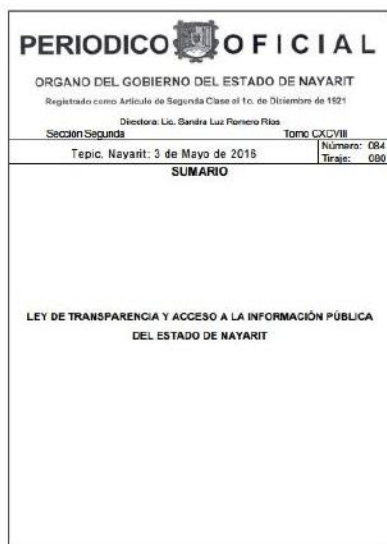 PERIODICO OFICIAL
ORGANO DEL GOBIERNO DEL ESTADO DE NAYARIT
Registrado como Artículo de Segunda Clase el 1o. de Diciembre de 1921
Directora: Lic. Sandra Luz Romero Ríos
Sección Segunda Tomo CXCVIII
Tepic, Nayarit; 3 de Mayo de 2016
Número: 084
Tiraje: 080
SUMARIO
LEY DE TRANSPARENCIA Y ACCESO A LA INFORMACIÓN PÚBLICA
DEL ESTADO DE NAYARIT